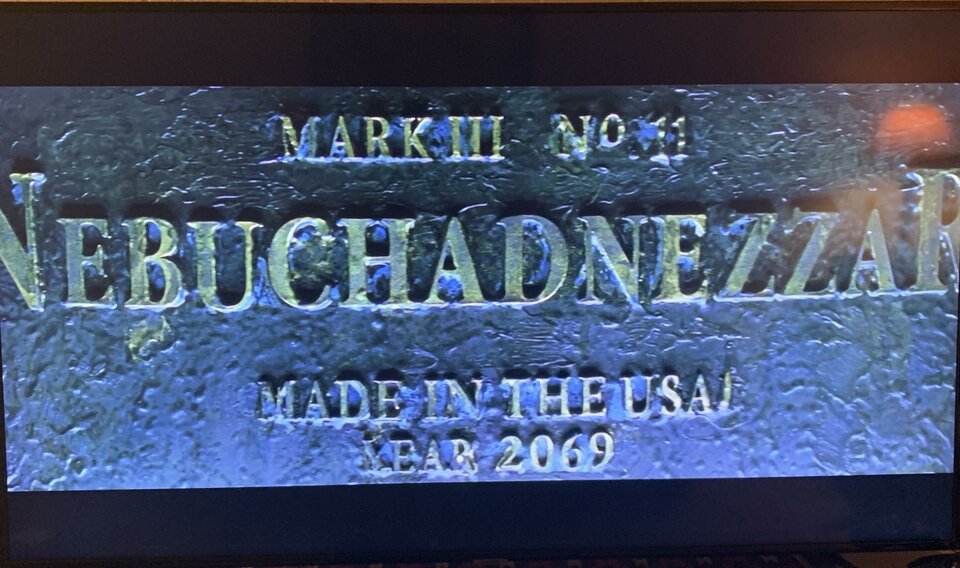 MARK III Nº 11
NEBUCHADNEZZAR
MADE IN THE USA
YEAR 2069